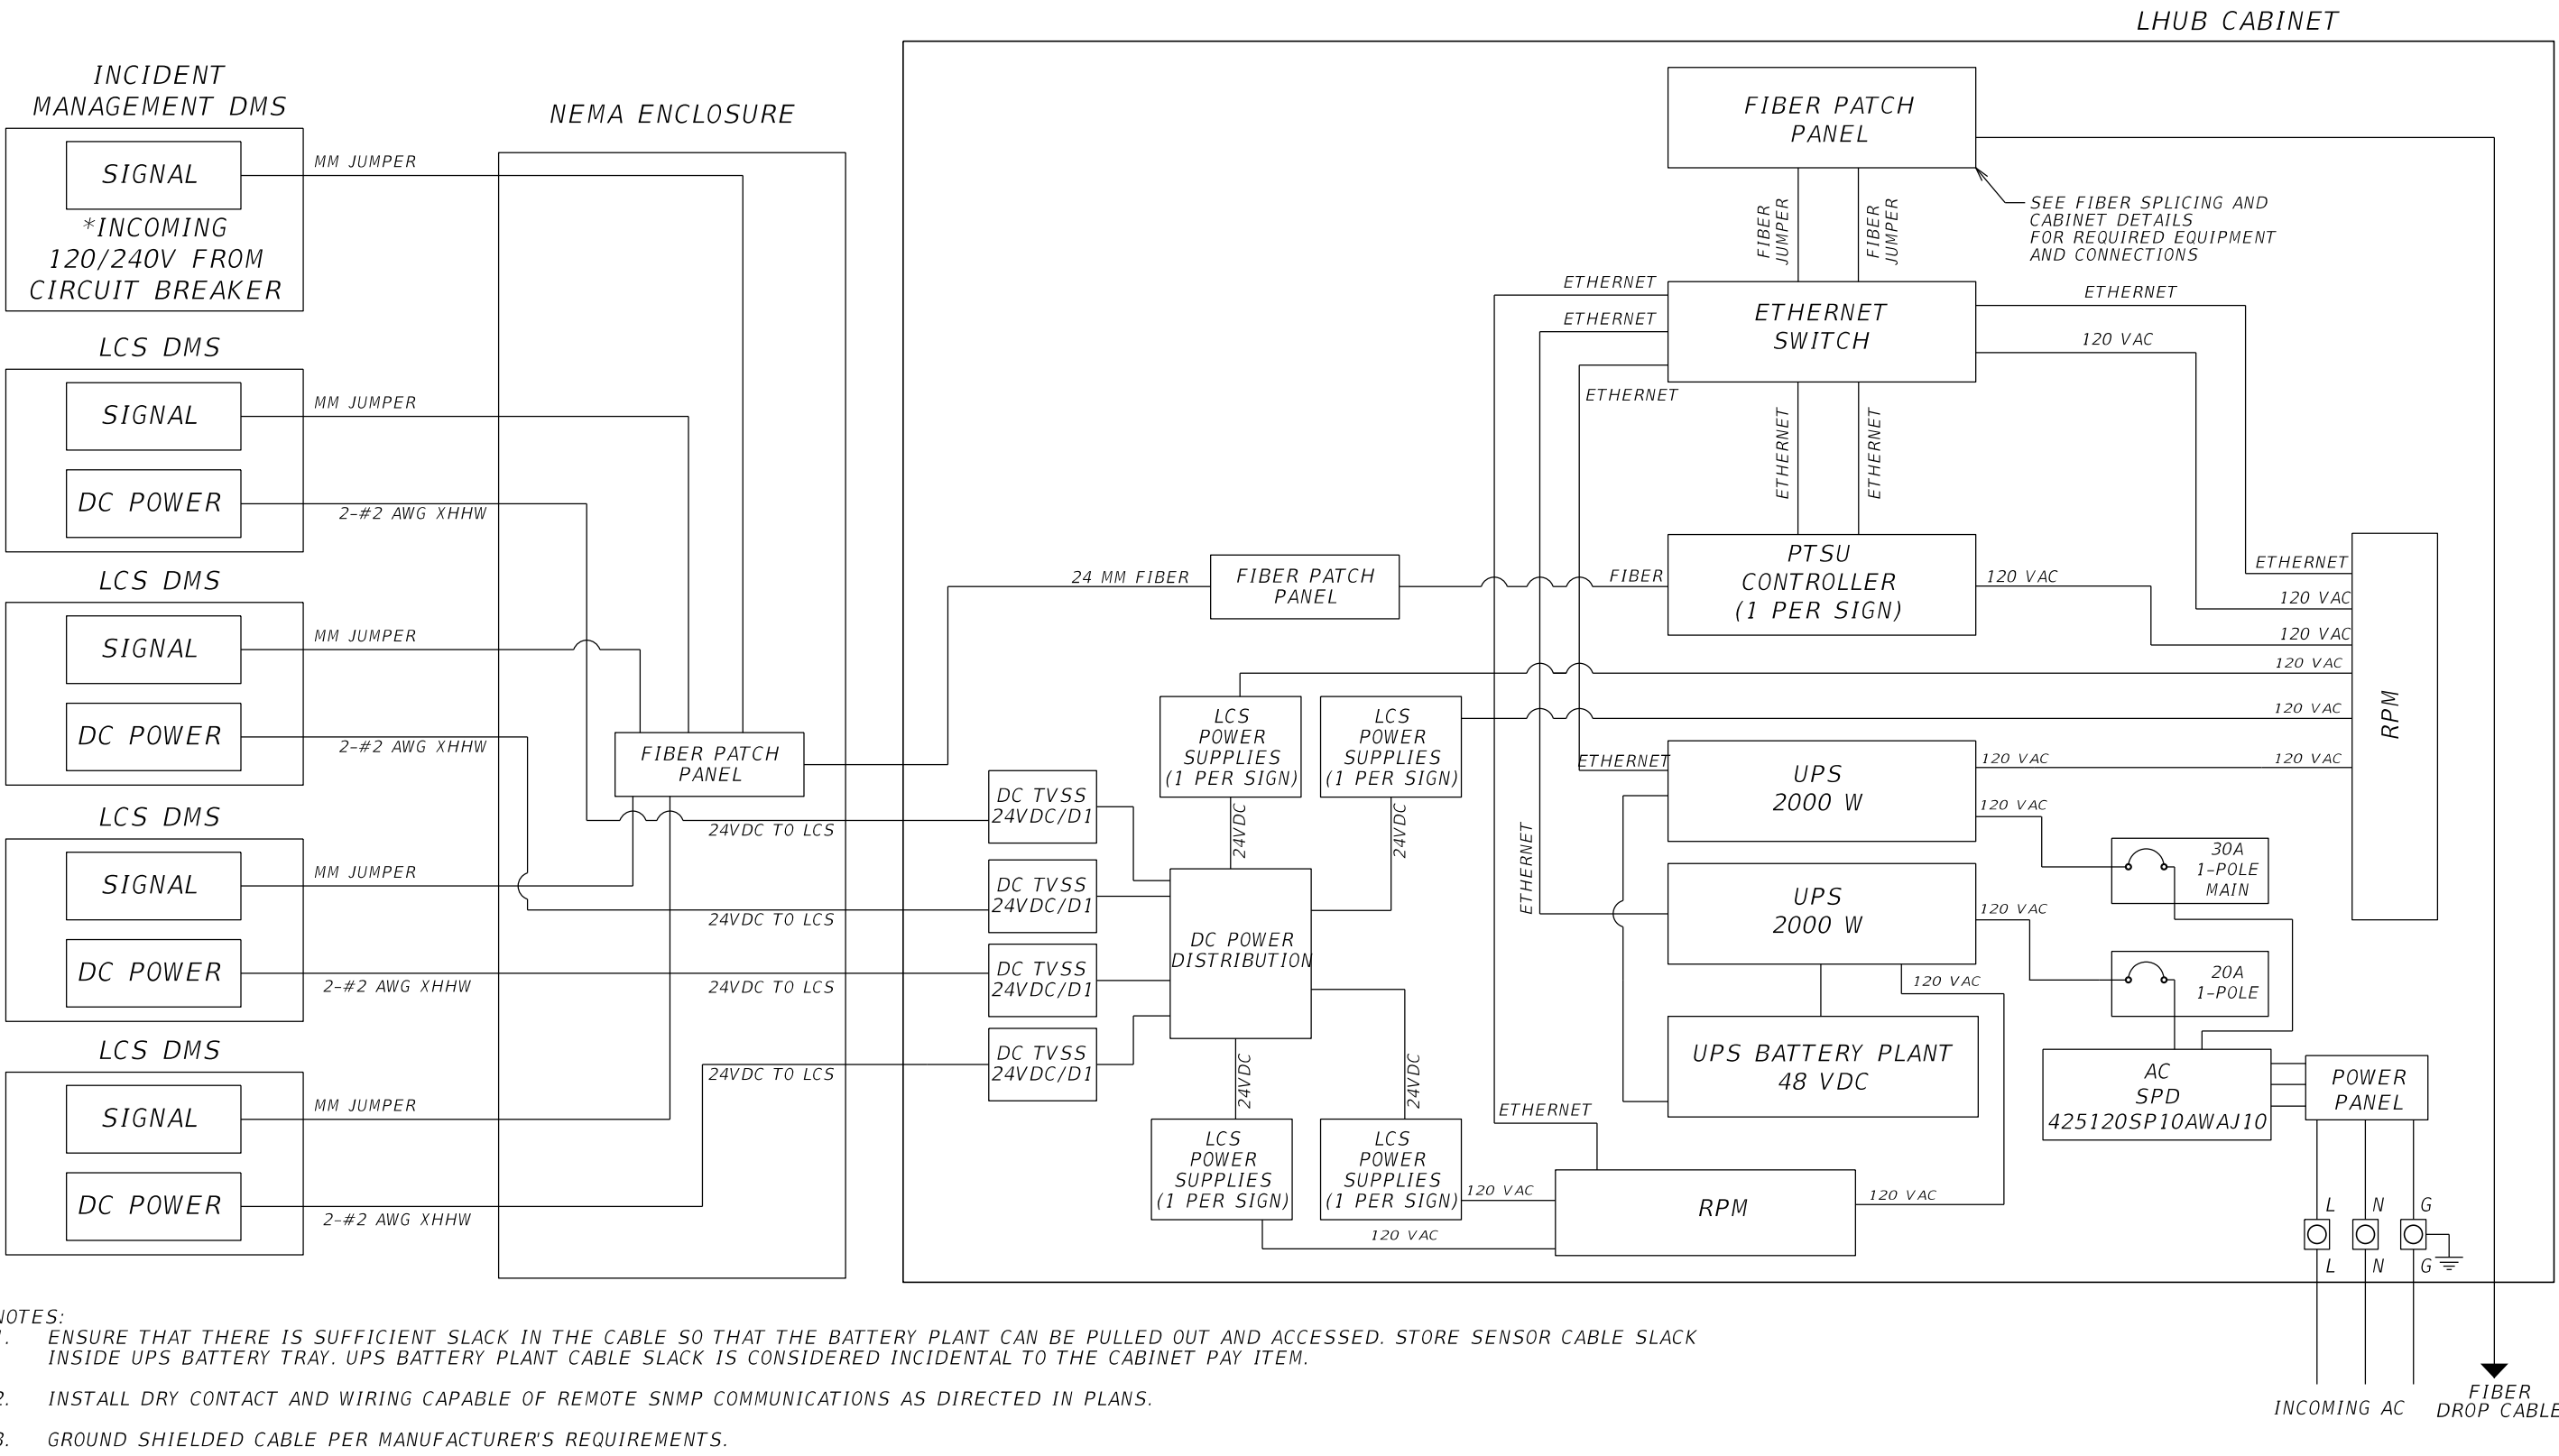 LHUB CABINET
INCIDENT
MANAGEMENT DMS
SIGNAL
*INCOMING
120/240V FROM
CIRCUIT BREAKER
MM JUMPER
NEMA ENCLOSURE
LCS DMS
SIGNAL
DC POWER
MM JUMPER
2-#2 AWG XHHW
LCS DMS
SIGNAL
DC POWER
MM JUMPER
2-#2 AWG XHHW
LCS DMS
SIGNAL
DC POWER
MM JUMPER
2-#2 AWG XHHW
LCS DMS
SIGNAL
DC POWER
MM JUMPER
2-#2 AWG XHHW
FIBER PATCH
PANEL
24VDC TO LCS
24VDC TO LCS
24VDC TO LCS
24VDC TO LCS
DC TVSS
24VDC/D1
DC TVSS
24VDC/D1
DC TVSS
24VDC/D1
DC TVSS
24VDC/D1
24 MM FIBER
FIBER PATCH
PANEL
FIBER
LCS
POWER
SUPPLIES
(1 PER SIGN)
LCS
POWER
SUPPLIES
(1 PER SIGN)
24VDC
24VDC
DC POWER
DISTRIBUTION
24VDC
24VDC
LCS
POWER
SUPPLIES
(1 PER SIGN)
LCS
POWER
SUPPLIES
(1 PER SIGN)
120 VAC
120 VAC
FIBER PATCH
PANEL
FIBER
JUMPER
FIBER
JUMPER
SEE FIBER SPLICING AND
CABINET DETAILS
FOR REQUIRED EQUIPMENT
AND CONNECTIONS
ETHERNET
ETHERNET
ETHERNET
ETHERNET
SWITCH
ETHERNET
120 VAC
ETHERNET
ETHERNET
PTSU
CONTROLLER
(1 PER SIGN)
120 VAC
ETHERNET
120 VAC
120 VAC
120 VAC
120 VAC
120 VAC
RPM
ETHERNET
UPS
2000 W
120 VAC
120 VAC
ETHERNET
UPS
2000 W
120 VAC
120 VAC
30A
1-POLE
MAIN
20A
1-POLE
UPS BATTERY PLANT
48 VDC
AC
SPD
425120SP10AWAJ10
POWER
PANEL
ETHERNET
RPM
120 VAC
L
N
G
L
N
G
INCOMING AC
FIBER
DROP CABLE
NOTES:
1. ENSURE THAT THERE IS SUFFICIENT SLACK IN THE CABLE SO THAT THE BATTERY PLANT CAN BE PULLED OUT AND ACCESSED. STORE SENSOR CABLE SLACK
INSIDE UPS BATTERY TRAY. UPS BATTERY PLANT CABLE SLACK IS CONSIDERED INCIDENTAL TO THE CABINET PAY ITEM.
2. INSTALL DRY CONTACT AND WIRING CAPABLE OF REMOTE SNMP COMMUNICATIONS AS DIRECTED IN PLANS.
3. GROUND SHIELDED CABLE PER MANUFACTURER'S REQUIREMENTS.